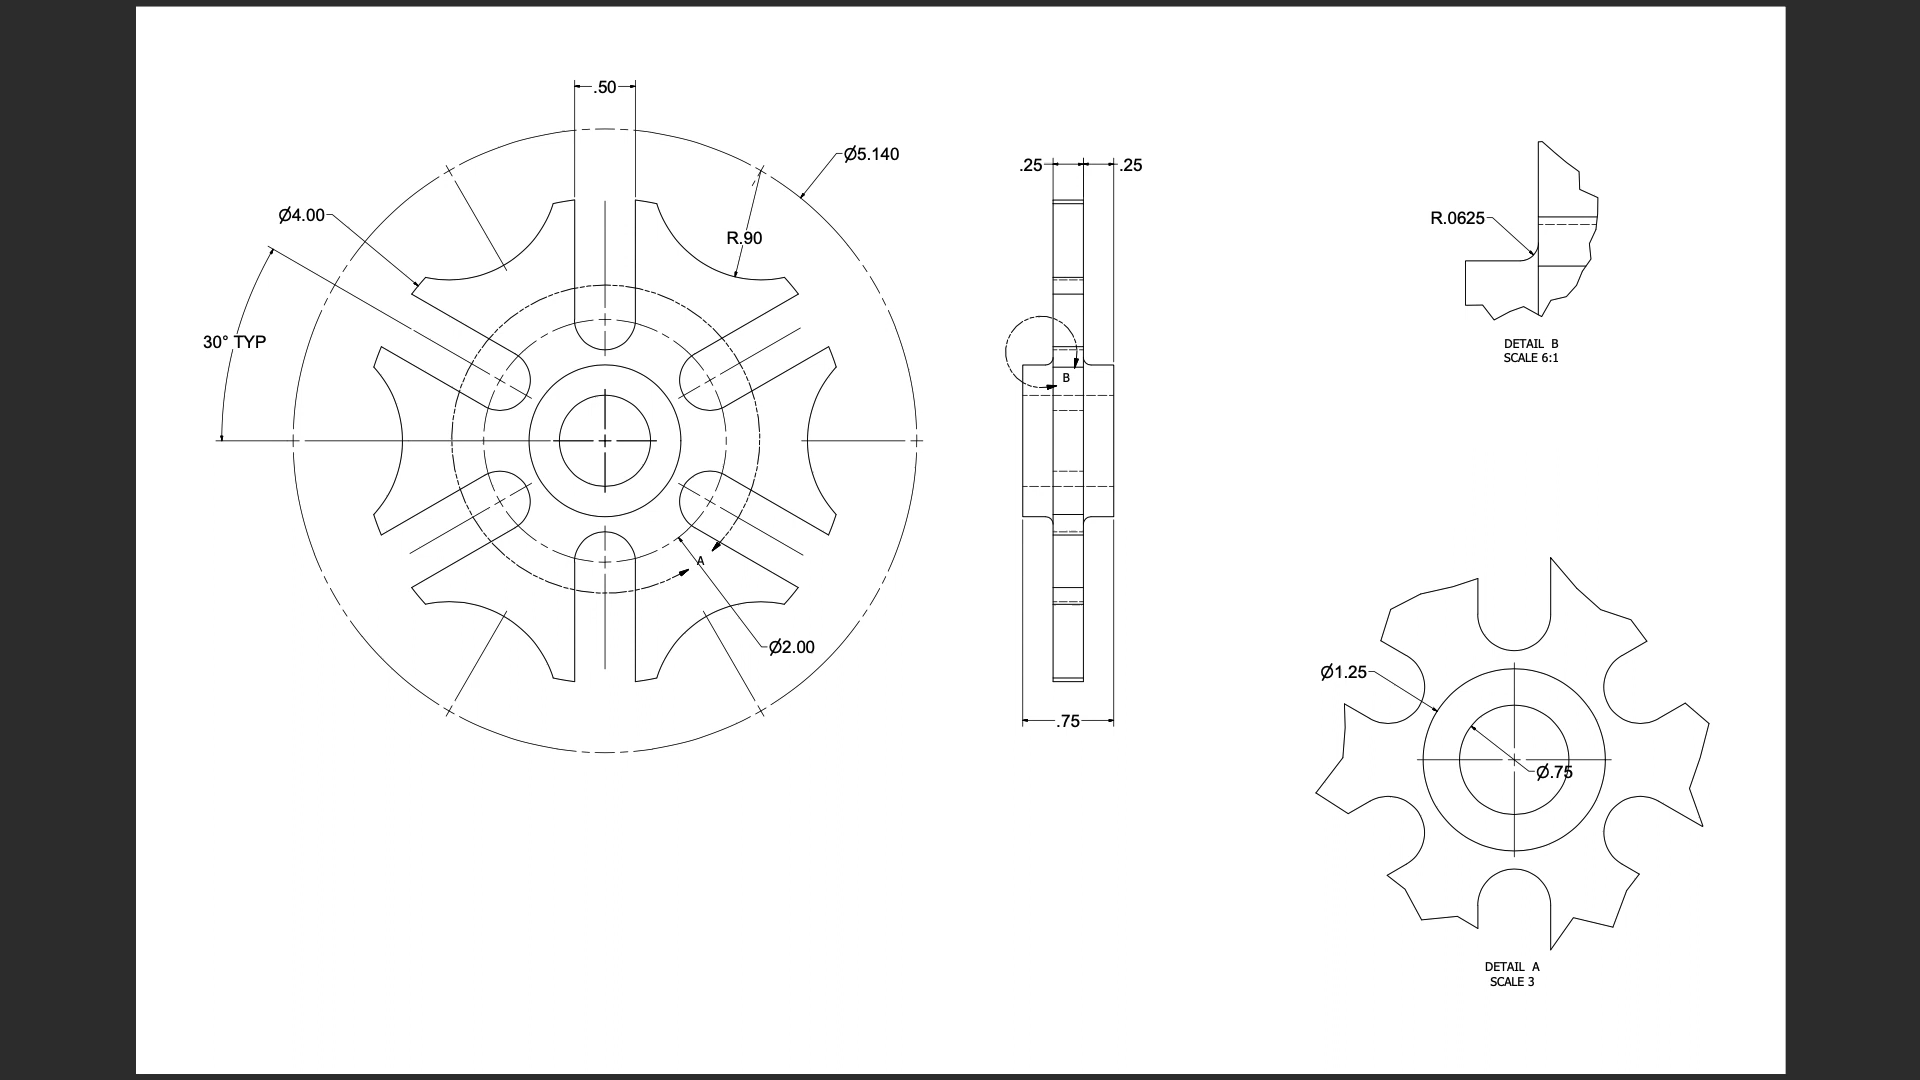 .50
Ø5.140
Ø4.00
R.90
30° TYP
A
Ø2.00
.25
.25
B
.75
R.0625
DETAIL B
SCALE 6:1
Ø1.25
Ø.75
DETAIL A
SCALE 3